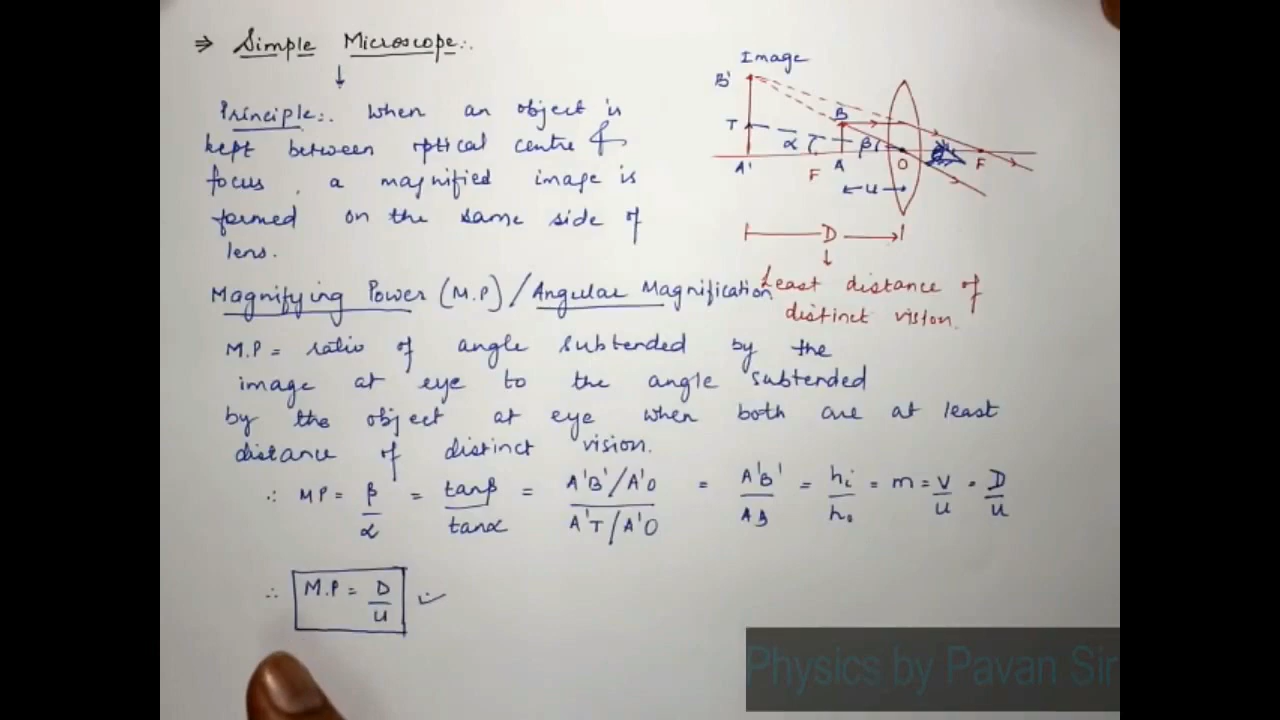 ⇒ Simple Microscope:.
↓
Principle:. When an object is
kept between optical centre &
focus, a magnified image is
formed on the same side of
lens.
Image
B'
T
A'
α
F
B
A
β
O
F
u
D
↓
Least distance of
distinct vision.
Magnifying Power (M.P) / Angular Magnification
M.P = ratio of angle subtended by the
image at eye to the angle subtended
by the object at eye when both are at least
distance of distinct vision.
∴ MP = β/α = tanβ/tanα = (A'B'/A'O)/(A'T/A'O) = A'B'/AB = hi/ho = m = V/u = D/u
∴ M.P = D/u
Physics by Pavan Sir